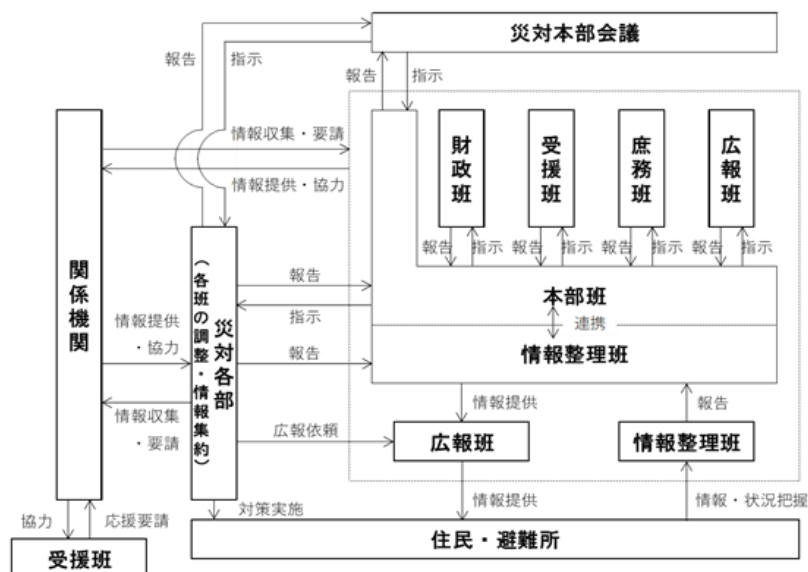 災対本部会議
報告
指示
報告
指示
情報収集・要請
情報提供・協力
財政班
受援班
庶務班
広報班
報告
指示
報告
指示
報告
指示
報告
指示
関係機関
災対各部
(各班の調整・情報集約)
報告
指示
本部班
連携
情報整理班
情報提供
・協力
報告
情報収集
・要請
広報依頼
情報提供
報告
広報班
情報整理班
対策実施
情報提供
情報・状況把握
協力
応援要請
住民・避難所
受援班